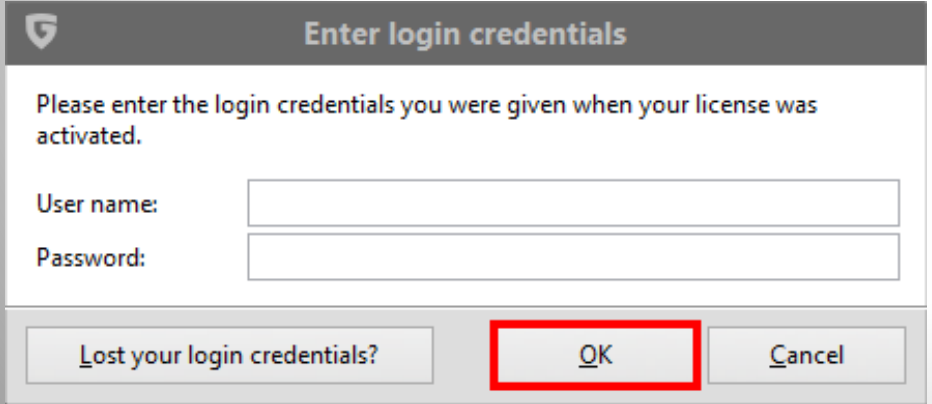 Enter login credentials
Please enter the login credentials you were given when your license was
activated.
User name:
Password:
Lost your login credentials?
OK
Cancel